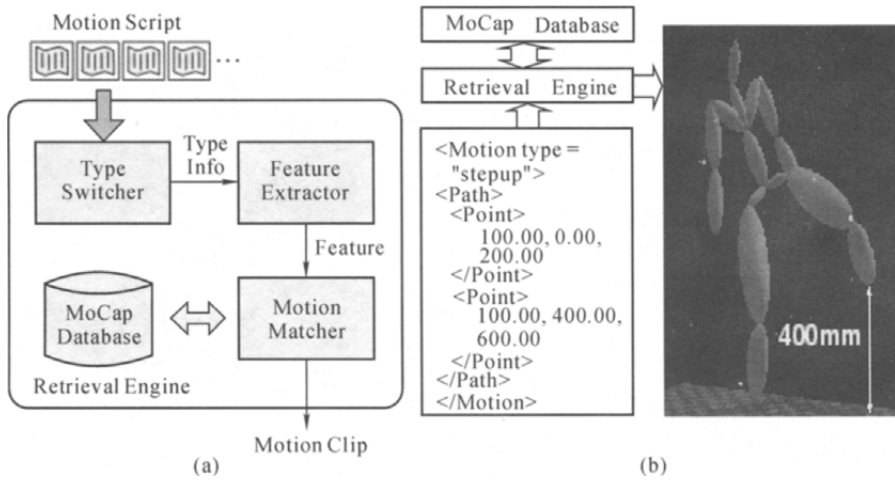 Motion Script
...
Type
Switcher
Type
Info
Feature
Extractor
Feature
MoCap
Database
Motion
Matcher
Retrieval Engine
Motion Clip
(a)
MoCap Database
Retrieval Engine
<Motion type =
"stepup">
<Path>
<Point>
100.00, 0.00,
200.00
</Point>
<Point>
100.00, 400.00,
600.00
</Point>
</Path>
</Motion>
400mm
(b)